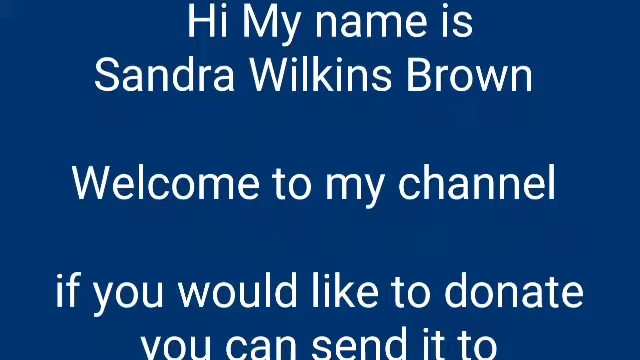 Hi My name is
Sandra Wilkins Brown
Welcome to my channel
if you would like to donate
you can send it to